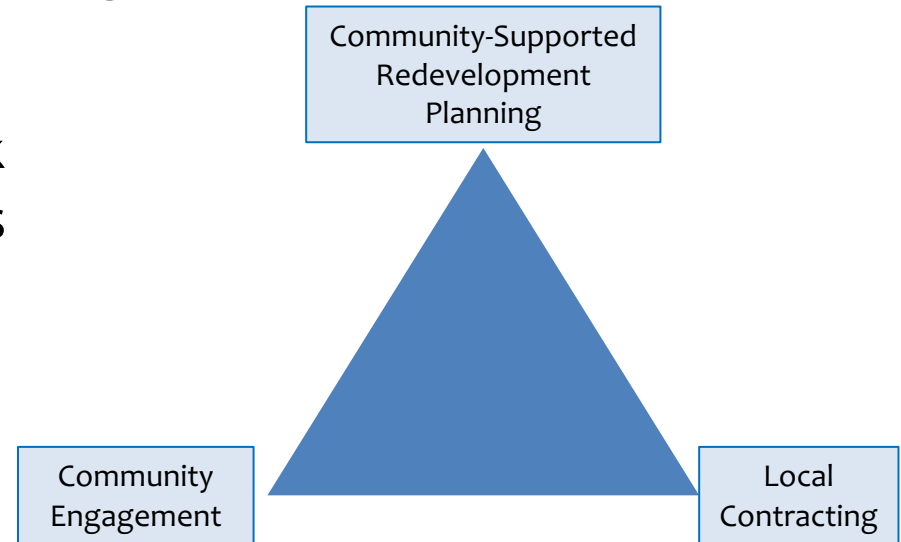 Community-Supported
Redevelopment
Planning
Community
Engagement
Local
Contracting